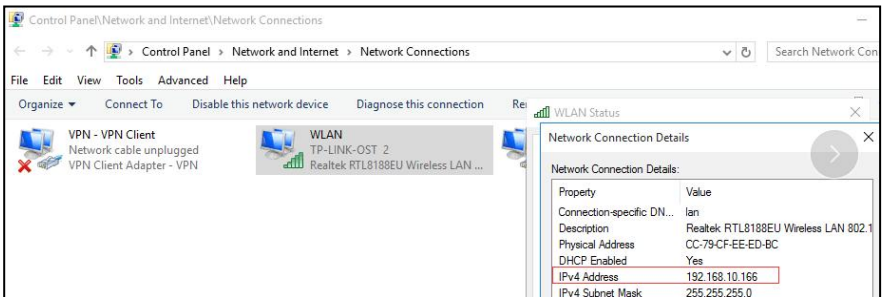 Control Panel\Network and Internet\Network Connections
Control Panel > Network and Internet > Network Connections
Search Network Con
File Edit View Tools Advanced Help
Organize Connect To Disable this network device Diagnose this connection Re
VPN - VPN Client
Network cable unplugged
VPN Client Adapter - VPN
WLAN
TP-LINK-OST 2
Realtek RTL8188EU Wireless LAN ...
WLAN Status
Network Connection Details
Network Connection Details:
Property Value
Connection-specific DN... lan
Description Realtek RTL8188EU Wireless LAN 802.1
Physical Address CC-79-CF-EE-ED-BC
DHCP Enabled Yes
IPv4 Address 192.168.10.166
IPv4 Subnet Mask 255.255.255.0